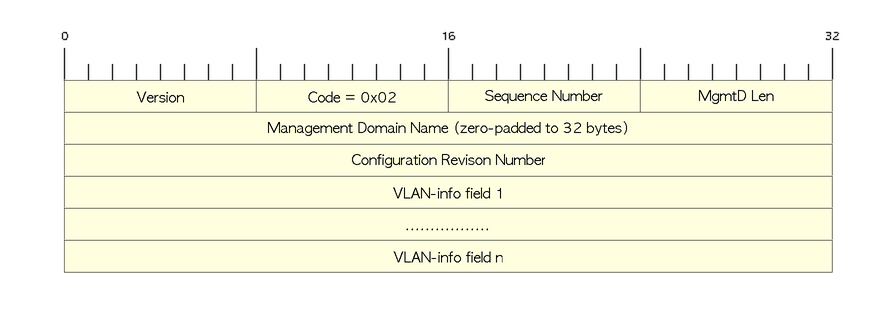 0 16 32
Version Code = 0x02 Sequence Number MgmtD Len
Management Domain Name (zero-padded to 32 bytes)
Configuration Revison Number
VLAN-info field 1
.................
VLAN-info field n